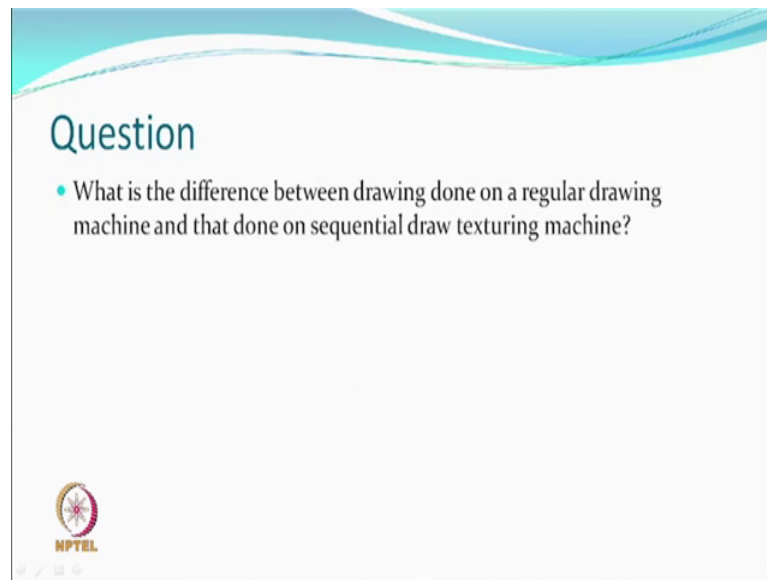 Question
• What is the difference between drawing done on a regular drawing
machine and that done on sequential draw texturing machine?
NPTEL